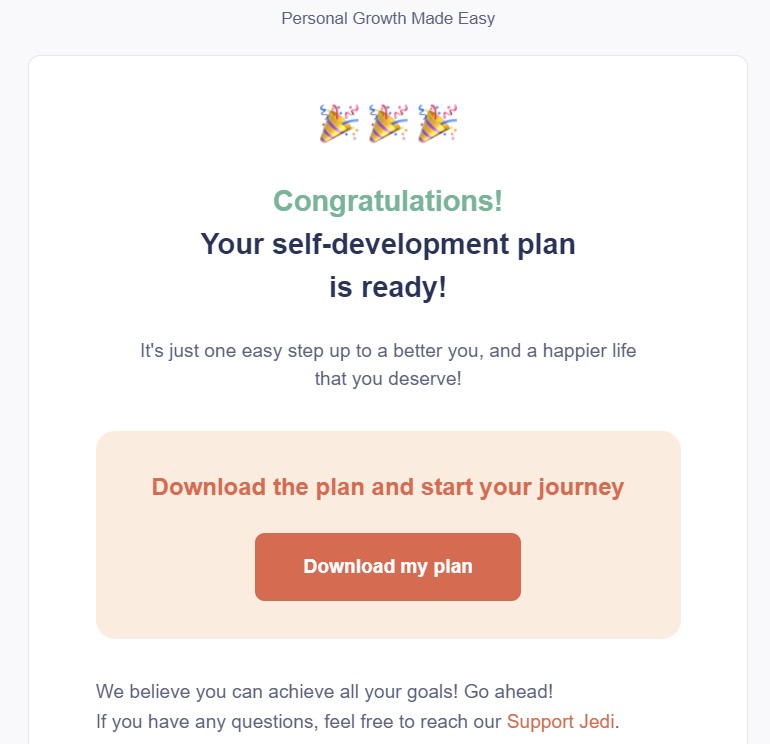 Personal Growth Made Easy
Congratulations!
Your self-development plan
is ready!
It's just one easy step up to a better you, and a happier life
that you deserve!
Download the plan and start your journey
Download my plan
We believe you can achieve all your goals! Go ahead!
If you have any questions, feel free to reach our Support Jedi.